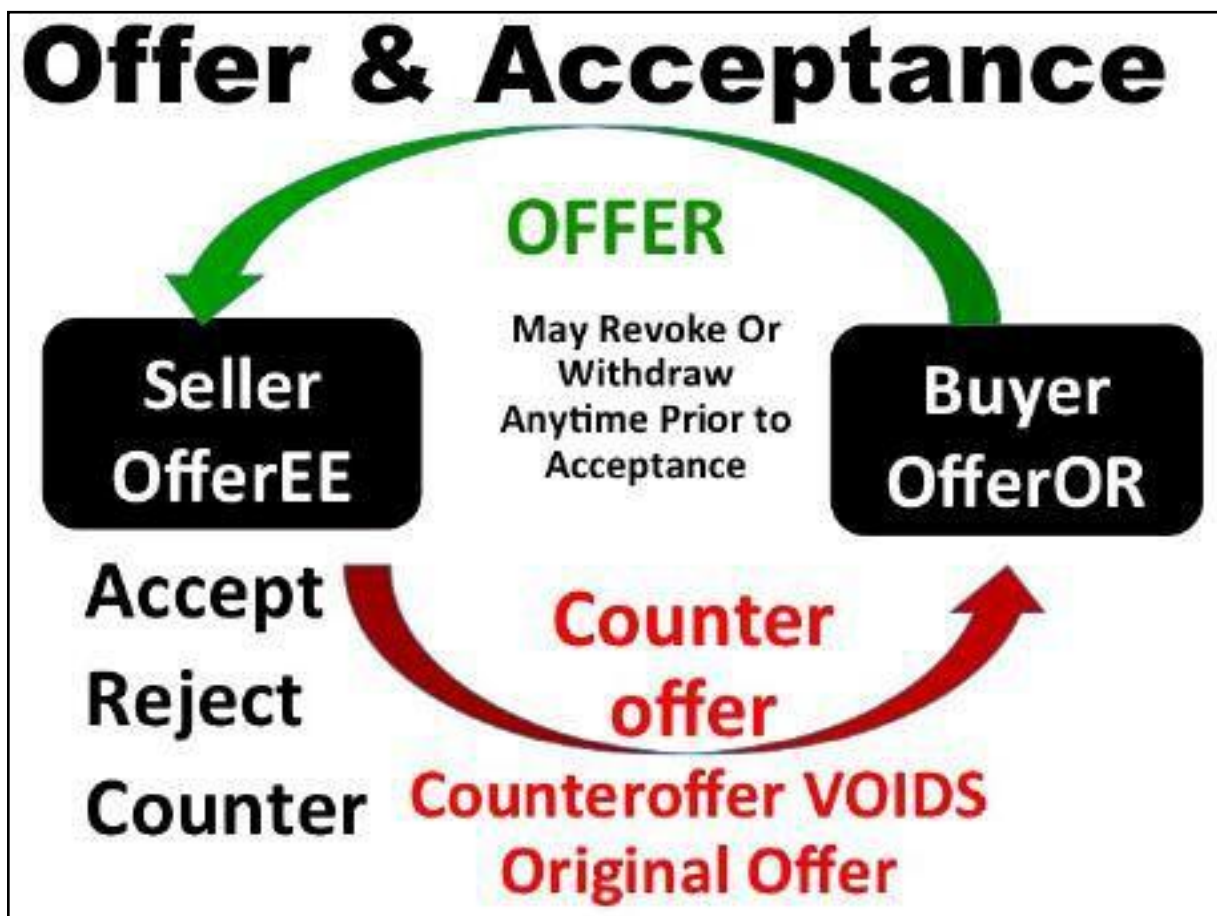 Offer & Acceptance
OFFER
May Revoke Or
Withdraw
Anytime Prior to
Acceptance
Seller
OfferEE
Buyer
OfferOR
Accept
Reject
Counter
Counter
offer
Counteroffer VOIDS
Original Offer